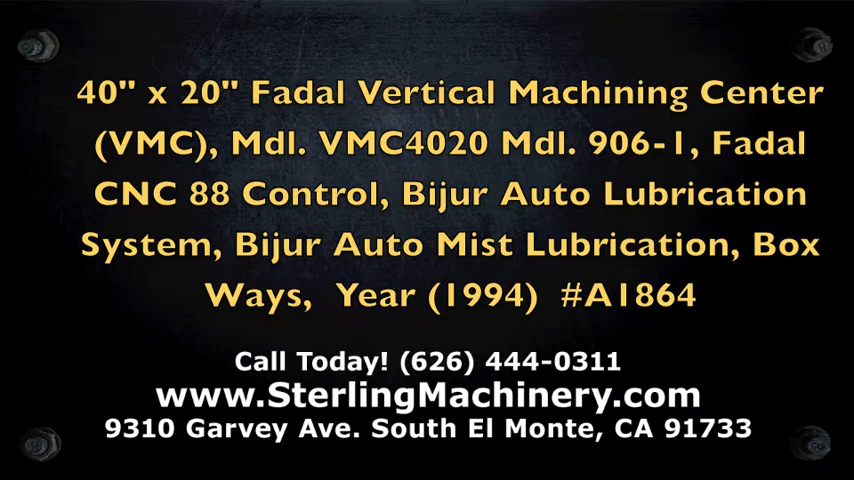 40" x 20" Fadal Vertical Machining Center
(VMC), Mdl. VMC4020 Mdl. 906-1, Fadal
CNC 88 Control, Bijur Auto Lubrication
System, Bijur Auto Mist Lubrication, Box
Ways,  Year (1994)  #A1864
Call Today! (626) 444-0311
www.SterlingMachinery.com
9310 Garvey Ave. South El Monte, CA 91733